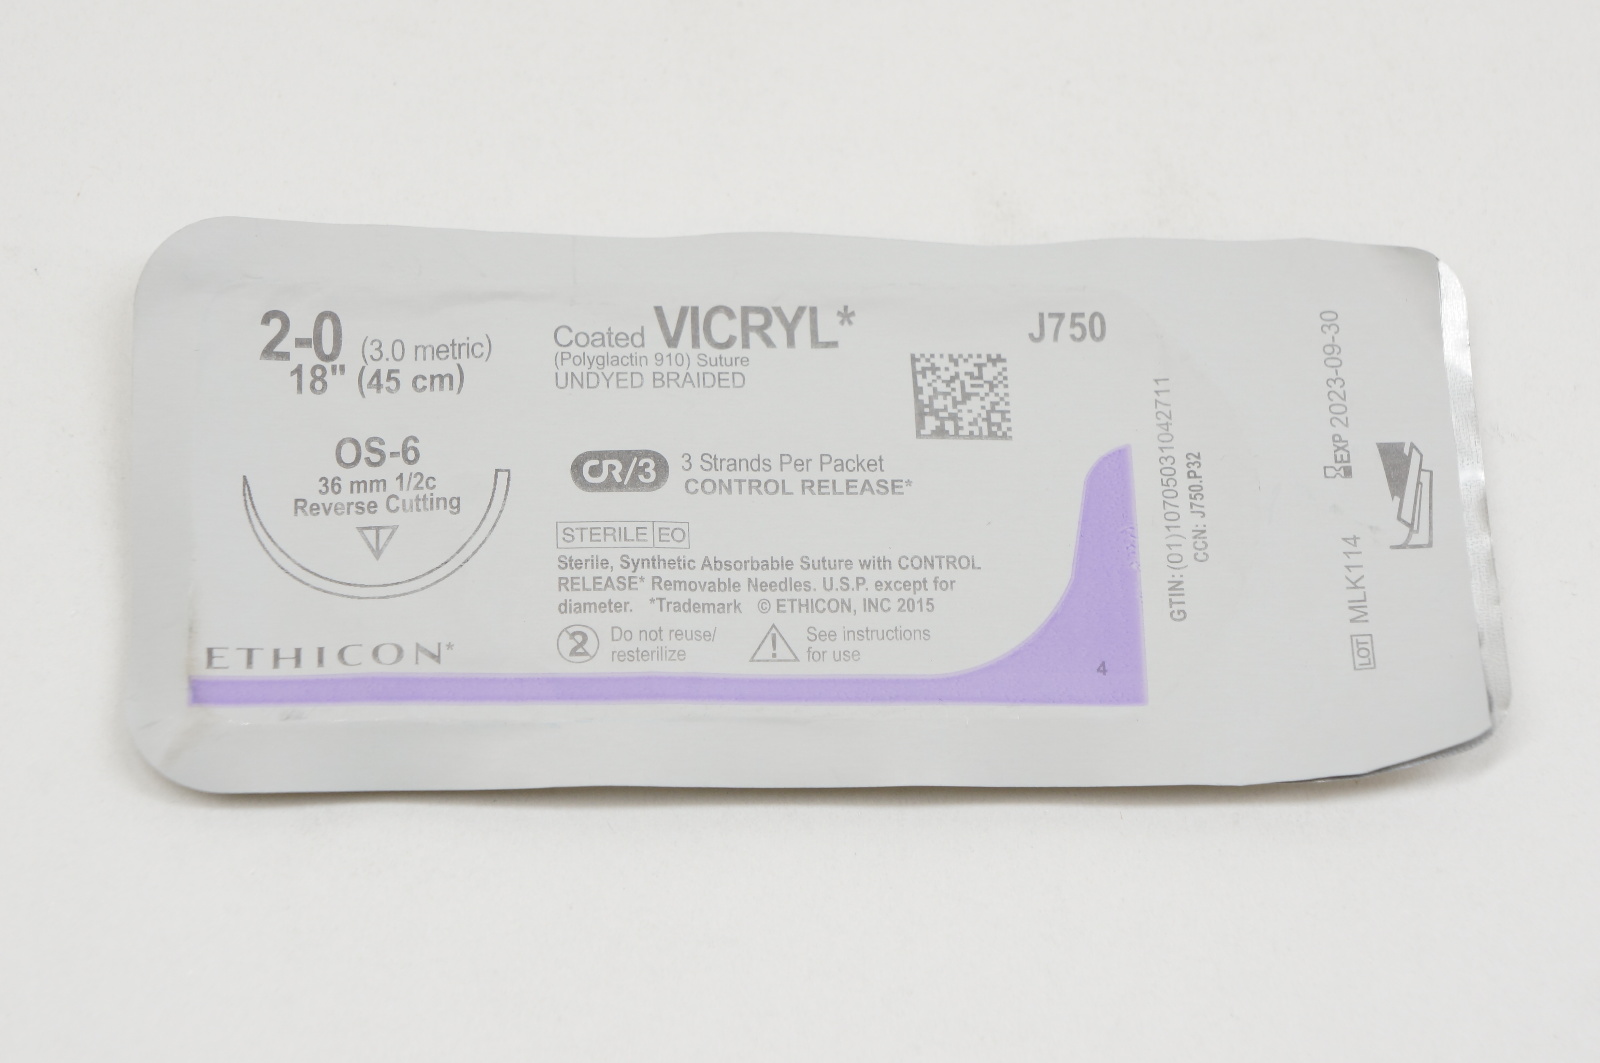 2-0 (3.0 metric)
18" (45 cm)
OS-6
36 mm 1/2c
Reverse Cutting
ETHICON*
Coated VICRYL*
(Polyglactin 910) Suture
UNDYED BRAIDED
J750
CR/3 3 Strands Per Packet
CONTROL RELEASE*
STERILE EO
Sterile, Synthetic Absorbable Suture with CONTROL
RELEASE* Removable Needles. U.S.P. except for
diameter. *Trademark © ETHICON, INC 2015
2 Do not reuse/
resterilize
! See instructions
for use
4
GTIN:(01)10705031042711
CCN: J750.P32
EXP 2023-09-30
LOT MLK114